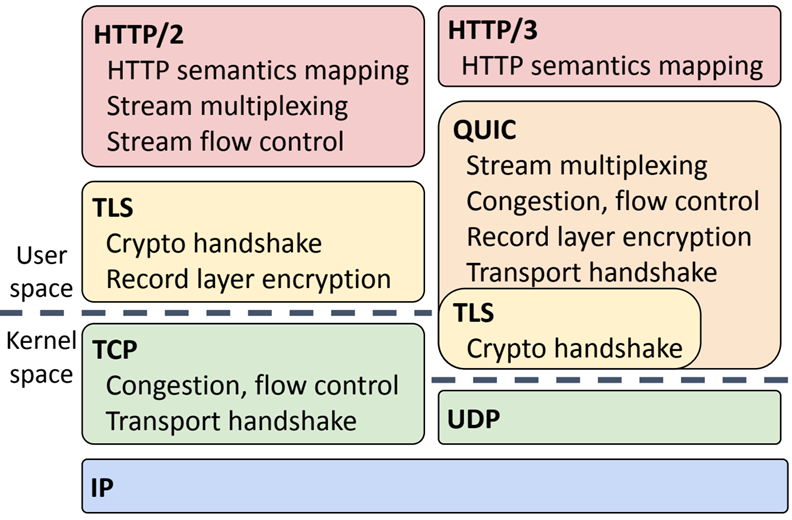 HTTP/2
HTTP semantics mapping
Stream multiplexing
Stream flow control
TLS
Crypto handshake
Record layer encryption
User
space
Kernel
space
TCP
Congestion, flow control
Transport handshake
HTTP/3
HTTP semantics mapping
QUIC
Stream multiplexing
Congestion, flow control
Record layer encryption
Transport handshake
TLS
Crypto handshake
UDP
IP